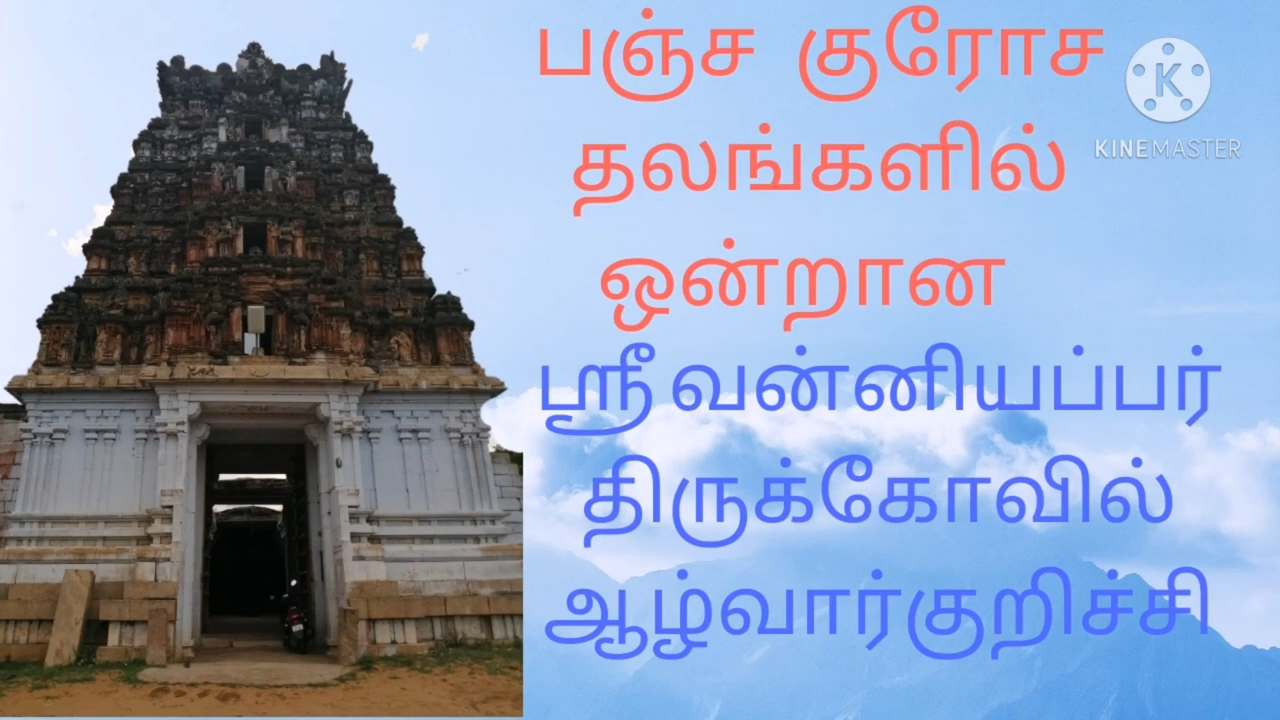 பஞ்ச குரோச
தலங்களில்
ஒன்றான
ஸ்ரீ வன்னியப்பர்
திருக்கோவில்
ஆழ்வார்குறிச்சி
K
KINEMASTER